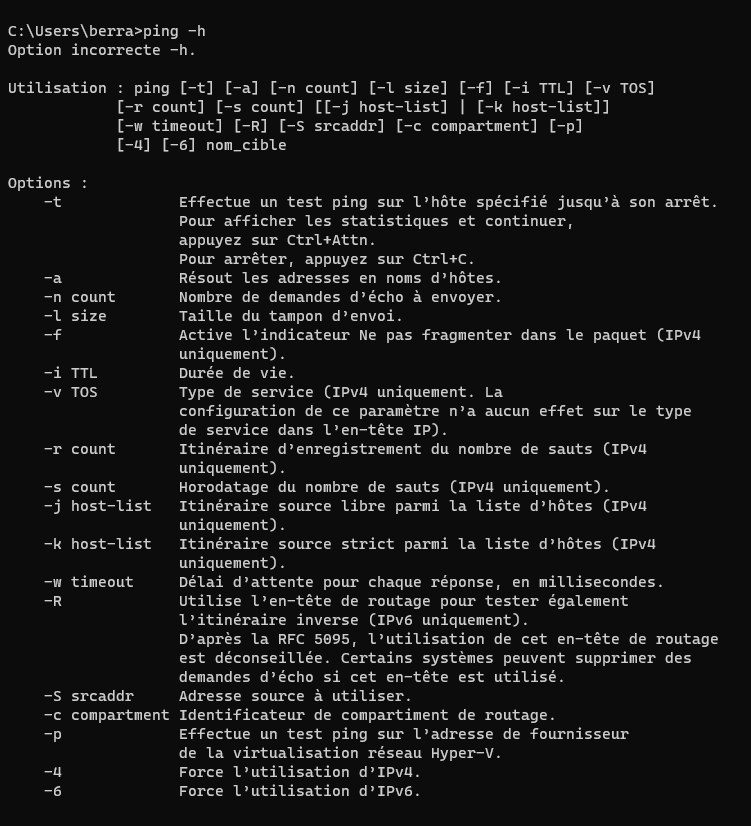 C:\Users\berra>ping -h
Option incorrecte -h.

Utilisation : ping [-t] [-a] [-n count] [-l size] [-f] [-i TTL] [-v TOS]
            [-r count] [-s count] [[-j host-list] | [-k host-list]]
            [-w timeout] [-R] [-S srcaddr] [-c compartment] [-p]
            [-4] [-6] nom_cible

Options :
    -t             Effectue un test ping sur l’hôte spécifié jusqu’à son arrêt.
                   Pour afficher les statistiques et continuer,
                   appuyez sur Ctrl+Attn.
                   Pour arrêter, appuyez sur Ctrl+C.
    -a             Résout les adresses en noms d’hôtes.
    -n count       Nombre de demandes d’écho à envoyer.
    -l size        Taille du tampon d’envoi.
    -f             Active l’indicateur Ne pas fragmenter dans le paquet (IPv4
                   uniquement).
    -i TTL         Durée de vie.
    -v TOS         Type de service (IPv4 uniquement. La
                   configuration de ce paramètre n’a aucun effet sur le type
                   de service dans l’en-tête IP).
    -r count       Itinéraire d’enregistrement du nombre de sauts (IPv4
                   uniquement).
    -s count       Horodatage du nombre de sauts (IPv4 uniquement).
    -j host-list   Itinéraire source libre parmi la liste d’hôtes (IPv4
                   uniquement).
    -k host-list   Itinéraire source strict parmi la liste d’hôtes (IPv4
                   uniquement).
    -w timeout     Délai d’attente pour chaque réponse, en millisecondes.
    -R             Utilise l’en-tête de routage pour tester également
                   l’itinéraire inverse (IPv6 uniquement).
                   D’après la RFC 5095, l’utilisation de cet en-tête de routage
                   est déconseillée. Certains systèmes peuvent supprimer des
                   demandes d’écho si cet en-tête est utilisé.
    -S srcaddr     Adresse source à utiliser.
    -c compartment Identificateur de compartiment de routage.
    -p             Effectue un test ping sur l’adresse de fournisseur
                   de la virtualisation réseau Hyper-V.
    -4             Force l’utilisation d’IPv4.
    -6             Force l’utilisation d’IPv6.